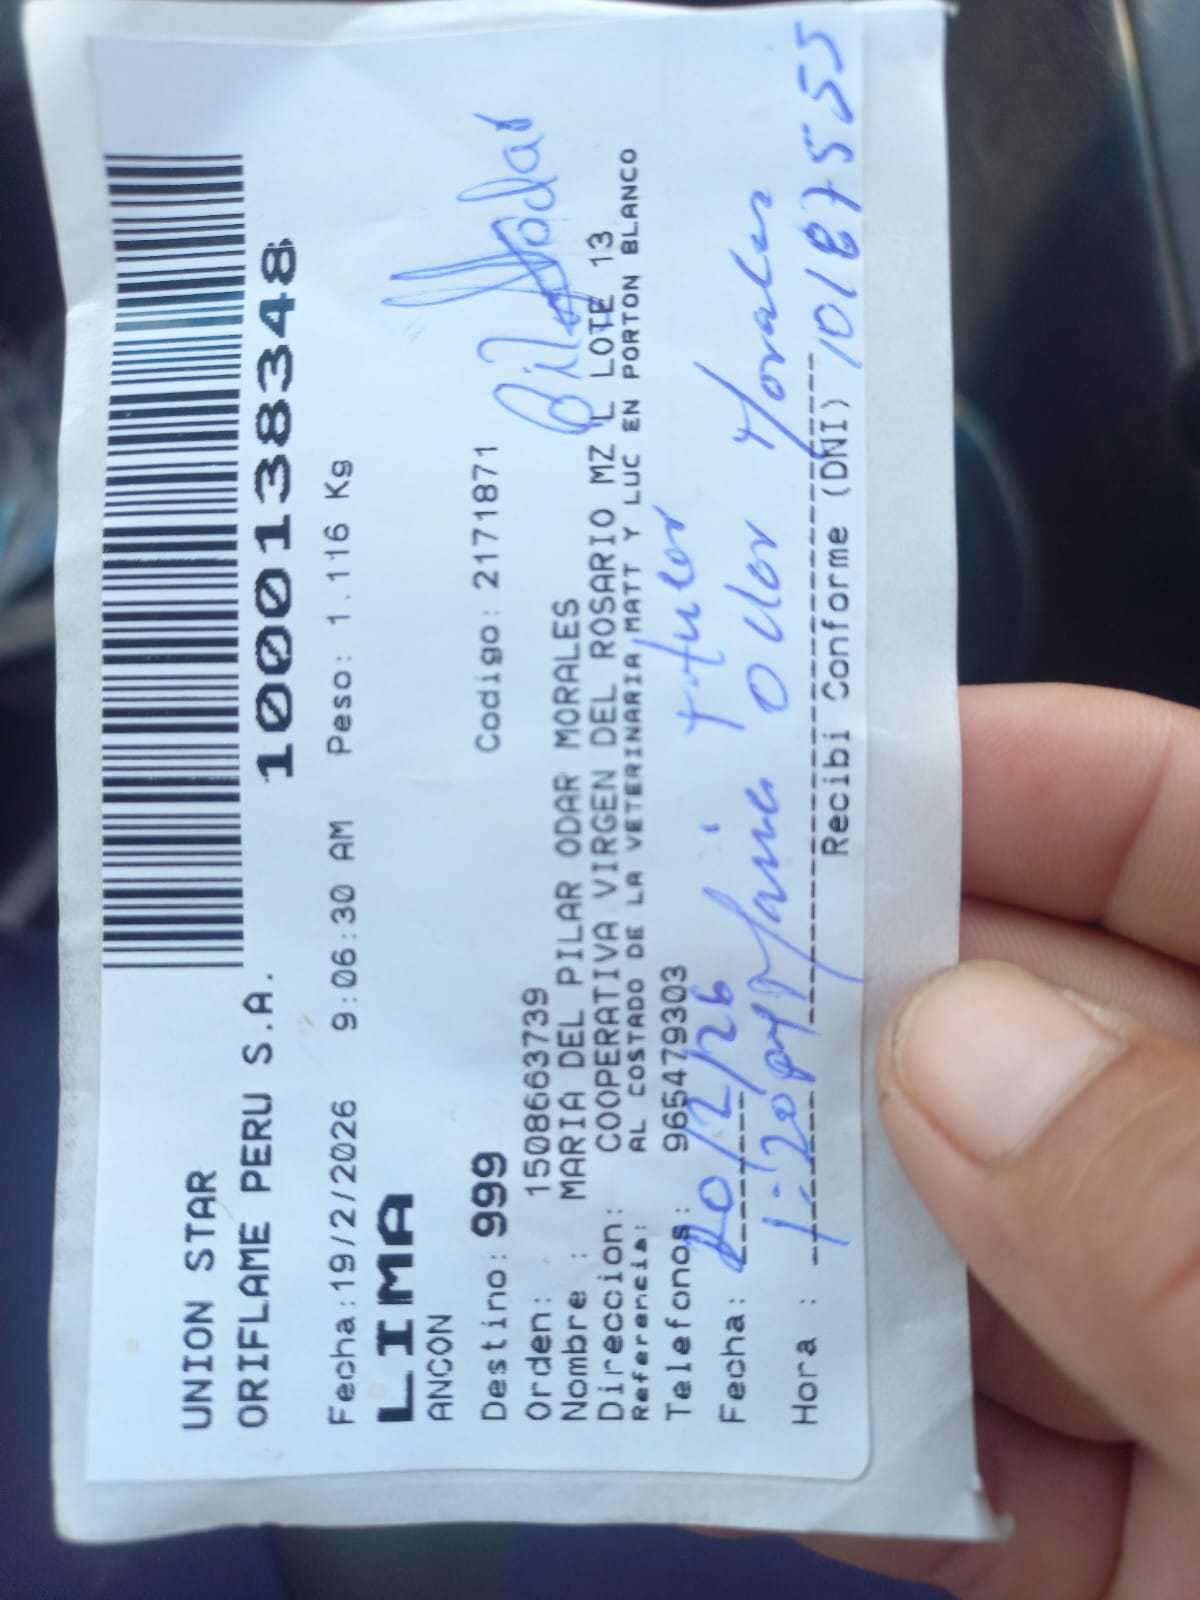 UNION STAR
ORIFLAME PERU S.A. 1000138348
Fecha:19/2/2026 9:06:30 AM Peso: 1.116 Kg
LIMA
ANCON
Destino: 999 Codigo: 2171871
Orden: 1508663739
Nombre : MARIA DEL PILAR ODAR MORALES
Direccion: COOPERATIVA VIRGEN DEL ROSARIO MZ L LOTE 13
Referencia: AL COSTADO DE LA VETERINARIA MATT Y LUC EN PORTON BLANCO
Telefonos: 965479303
Fecha: 20/2/26
Hora : 1:20 pm Maria Odar Morales
Recibi Conforme (DNI) 10187555